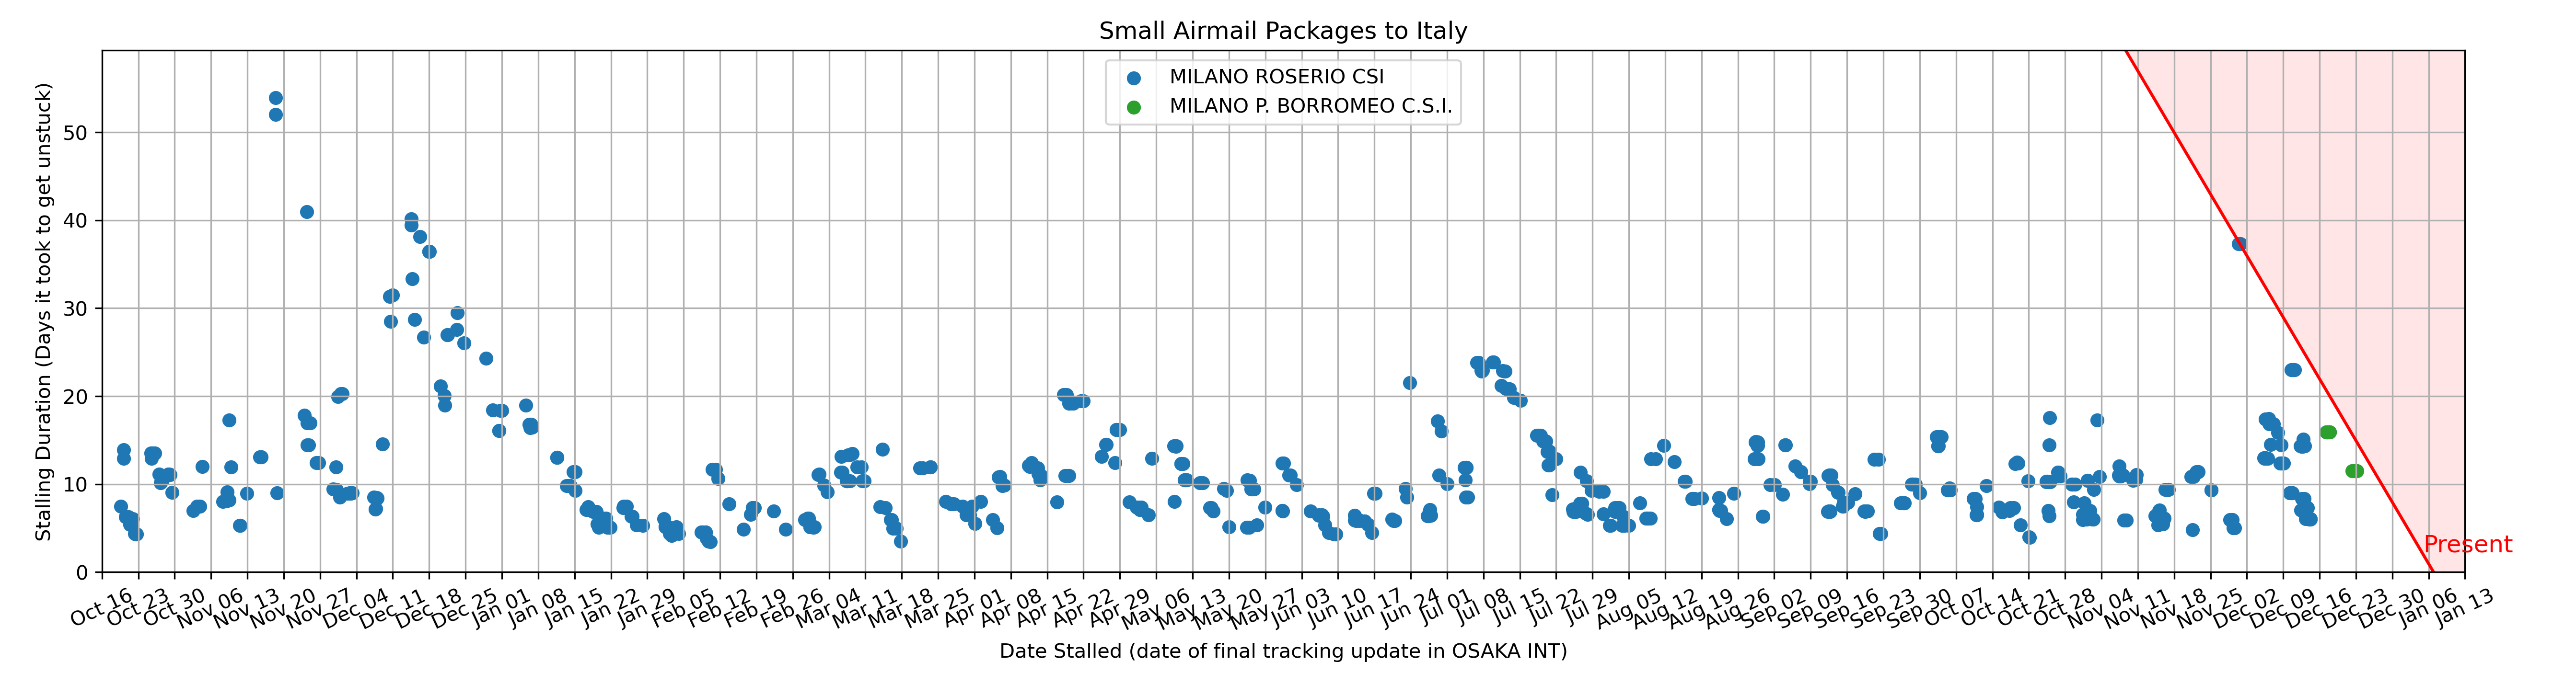 Small Airmail Packages to Italy
MILANO ROSERIO CSI
MILANO P. BORROMEO C.S.I.
Stalling Duration (Days it took to get unstuck)
50
40
30
20
10
0
Present
Oct 16 Oct 23 Oct 30 Nov 06 Nov 13 Nov 20 Nov 27 Dec 04 Dec 11 Dec 18 Dec 25 Jan 01 Jan 08 Jan 15 Jan 22 Jan 29 Feb 05 Feb 12 Feb 19 Feb 26 Mar 04 Mar 11 Mar 18 Mar 25 Apr 01 Apr 08 Apr 15 Apr 22 Apr 29 May 06 May 13 May 20 May 27 Jun 03 Jun 10 Jun 17 Jun 24 Jul 01 Jul 08 Jul 15 Jul 22 Jul 29 Aug 05 Aug 12 Aug 19 Aug 26 Sep 02 Sep 09 Sep 16 Sep 23 Sep 30 Oct 07 Oct 14 Oct 21 Oct 28 Nov 04 Nov 11 Nov 18 Nov 25 Dec 02 Dec 09 Dec 16 Dec 23 Dec 30 Jan 06 Jan 13
Date Stalled (date of final tracking update in OSAKA INT)